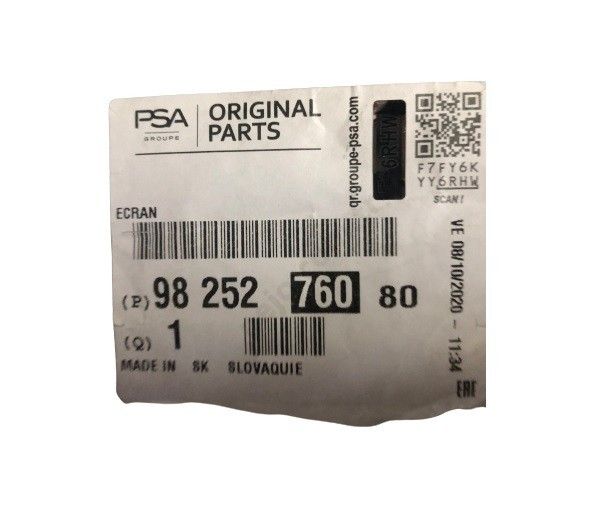 PSA
GROUPE
ORIGINAL
PARTS
qr.groupe-psa.com
6RHW
F7FY6K
YY6RHW
SCAN!
ECRAN
(P) 98 252 760 80
(Q) 1
MADE IN SK SLOVAQUIE
VE 08/10/2020 - 11:34
EAC